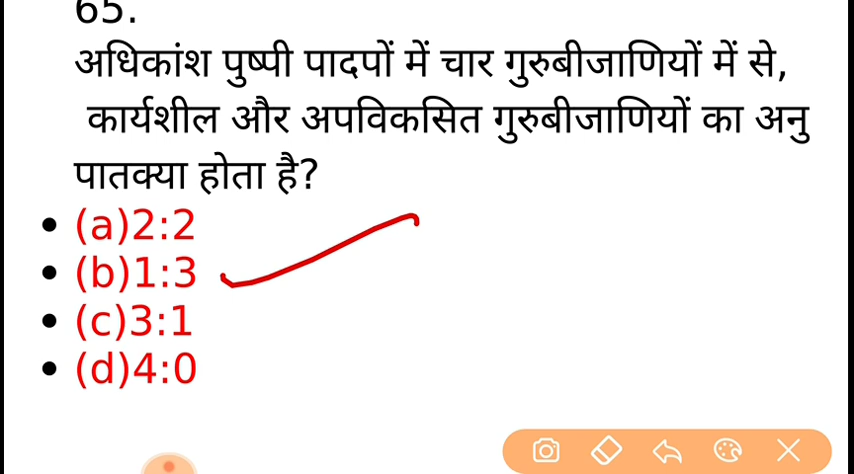 65.
अधिकांश पुष्पी पादपों में चार गुरुबीजाणियों में से,
कार्यशील और अपविकसित गुरुबीजाणियों का अनु
पातक्या होता है?
• (a)2:2
• (b)1:3
• (c)3:1
• (d)4:0